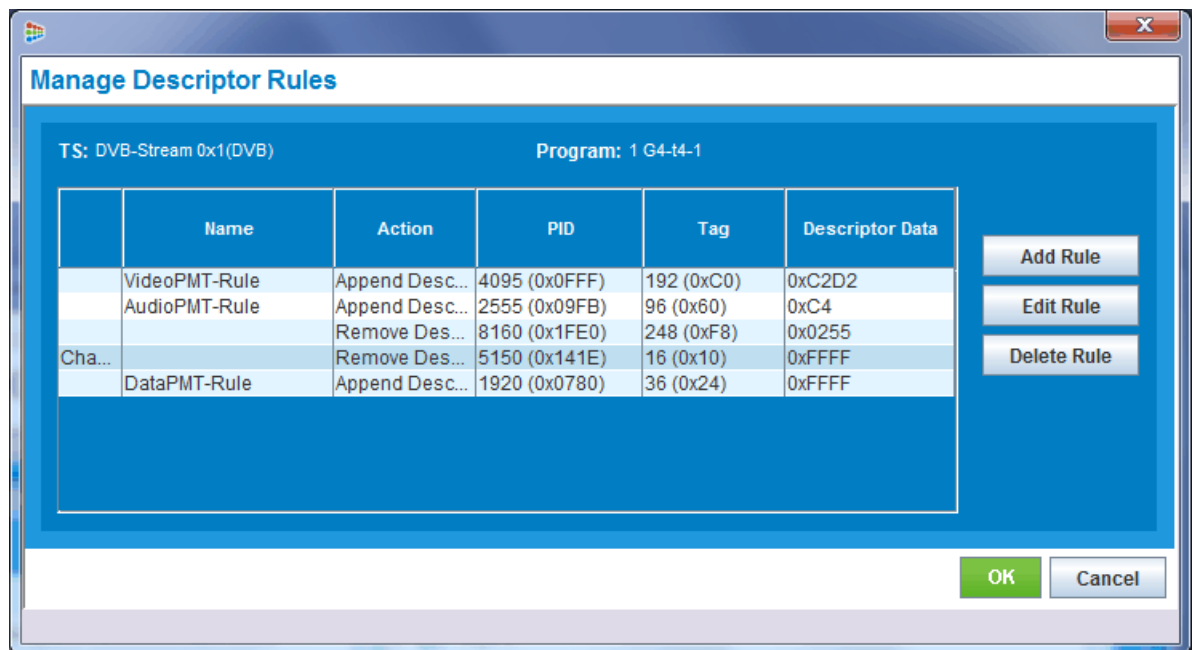 X
Manage Descriptor Rules
TS: DVB-Stream 0x1(DVB) Program: 1 G4-t4-1
Name Action PID Tag Descriptor Data
VideoPMT-Rule Append Desc... 4095 (0x0FFF) 192 (0xC0) 0xC2D2
AudioPMT-Rule Append Desc... 2555 (0x09FB) 96 (0x60) 0xC4
Remove Des... 8160 (0x1FE0) 248 (0xF8) 0x0255
Cha... Remove Des... 5150 (0x141E) 16 (0x10) 0xFFFF
DataPMT-Rule Append Desc... 1920 (0x0780) 36 (0x24) 0xFFFF
Add Rule
Edit Rule
Delete Rule
OK Cancel